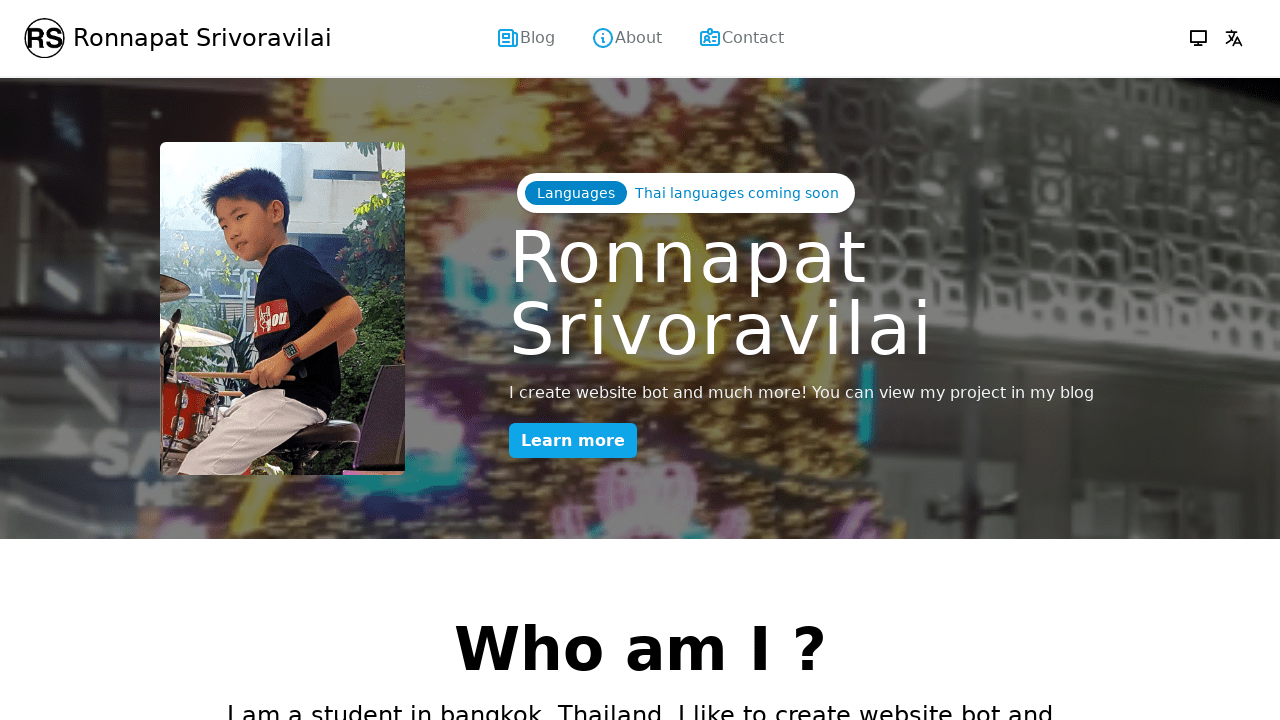 RS Ronnapat Srivoravilai
Blog
About
Contact
Languages Thai languages coming soon
Ronnapat
Srivoravilai
I create website bot and much more! You can view my project in my blog
Learn more
Who am I ?
I am a student in bangkok, Thailand. I like to create website bot and